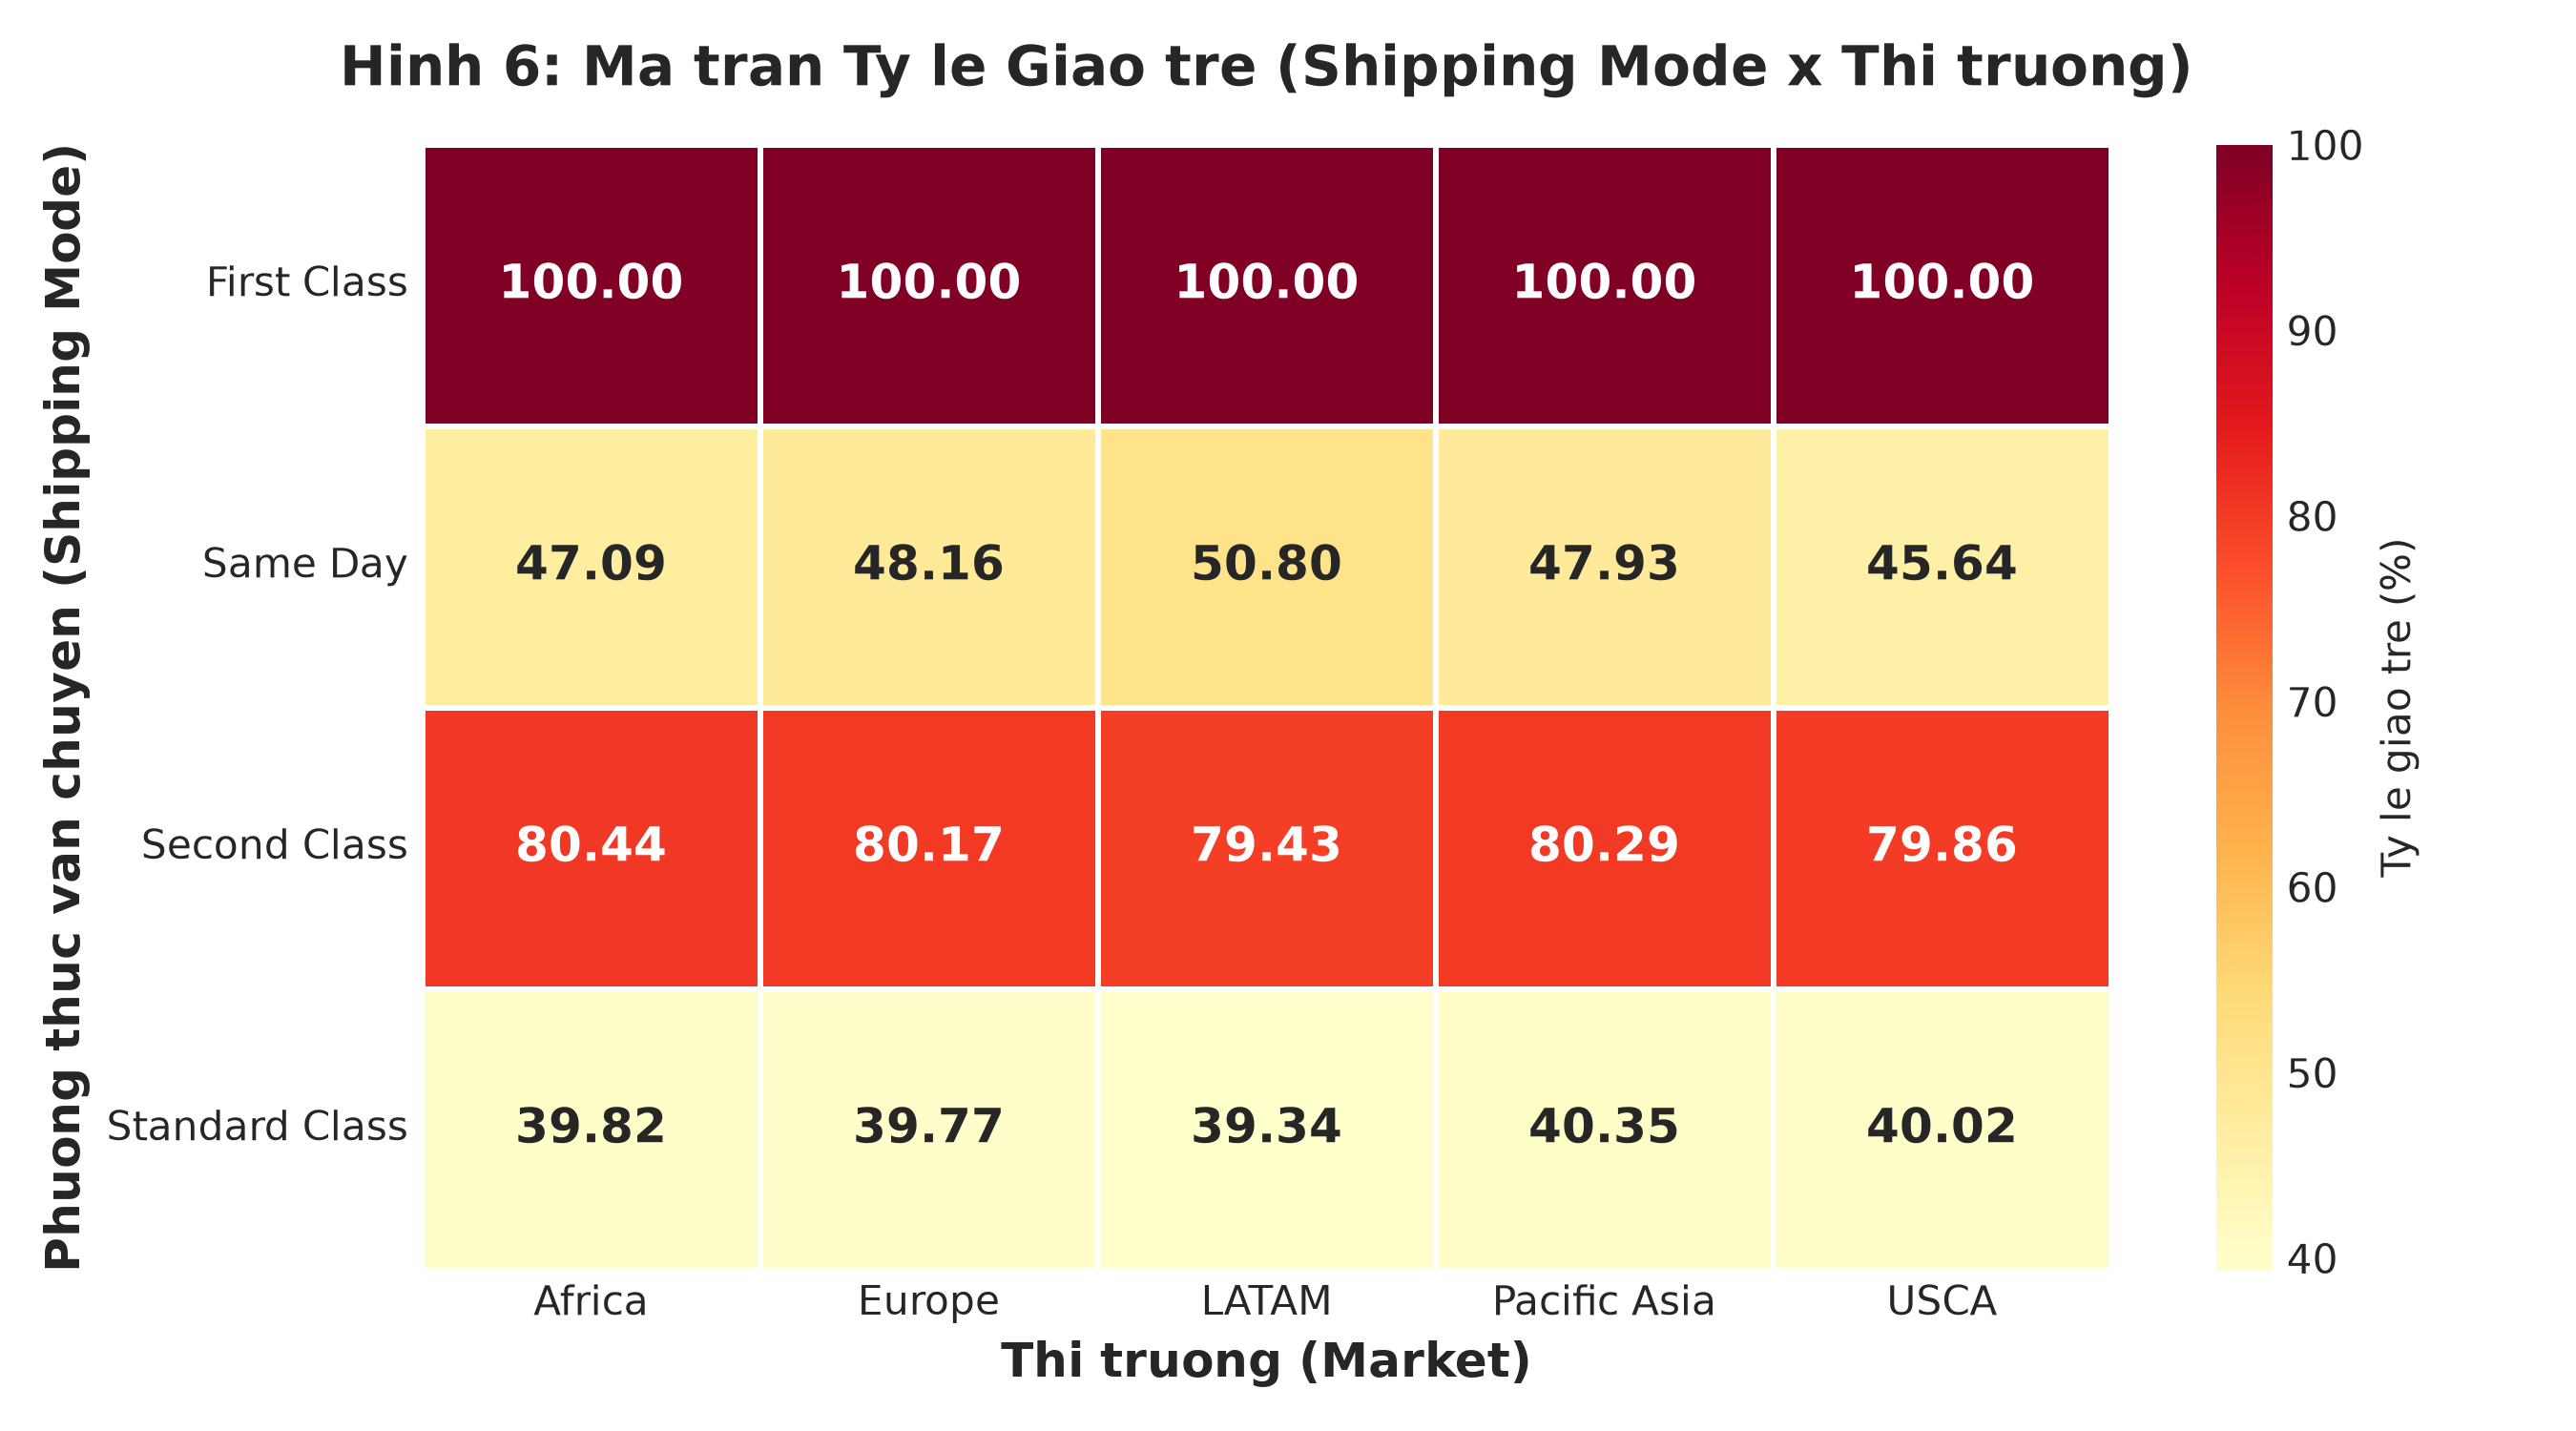 Hinh 6: Ma tran Ty le Giao tre (Shipping Mode x Thi truong)
Phuong thuc van chuyen (Shipping Mode)
First Class 100.00 100.00 100.00 100.00 100.00
Same Day 47.09 48.16 50.80 47.93 45.64
Second Class 80.44 80.17 79.43 80.29 79.86
Standard Class 39.82 39.77 39.34 40.35 40.02
Africa Europe LATAM Pacific Asia USCA
Thi truong (Market)
100
90
80
70
60
50
40
Ty le giao tre (%)